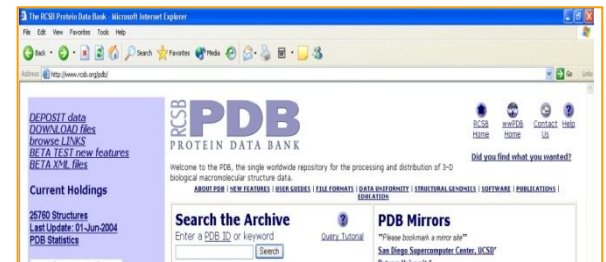 The RCSB Protein Data Bank - Microsoft Internet Explorer
File Edit View Favorites Tools Help
Back Search Favorites Media
Address http://www.rcsb.org/pdb/ Go Links
DEPOSIT data
DOWNLOAD files
browse LINKS
BETA TEST new features
BETA XML files
Current Holdings
25760 Structures
Last Update: 01-Jun-2004
PDB Statistics
RCSB
PDB
PROTEIN DATA BANK
RCSB Home wwPDB Home Contact Us Help
Did you find what you wanted?
Welcome to the PDB, the single worldwide repository for the processing and distribution of 3-D
biological macromolecular structure data.
ABOUT PDB | NEW FEATURES | USER GUIDES | FILE FORMATS | DATA UNIFORMITY | STRUCTURAL GENOMICS | SOFTWARE | PUBLICATIONS |
EDUCATION
Search the Archive
Enter a PDB ID or keyword Query Tutorial
Search
PDB Mirrors
"Please bookmark a mirror site"
San Diego Supercomputer Center, UCSD*